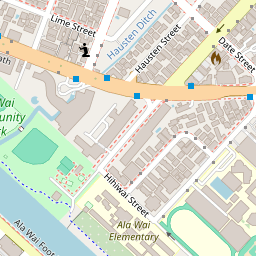 Lime Street
Hausten Ditch
Hausten Street
Date Street
ath
Wai
unity
rk
Hihiwai Street
Ala Wai
Elementary
Ala Wai Foot